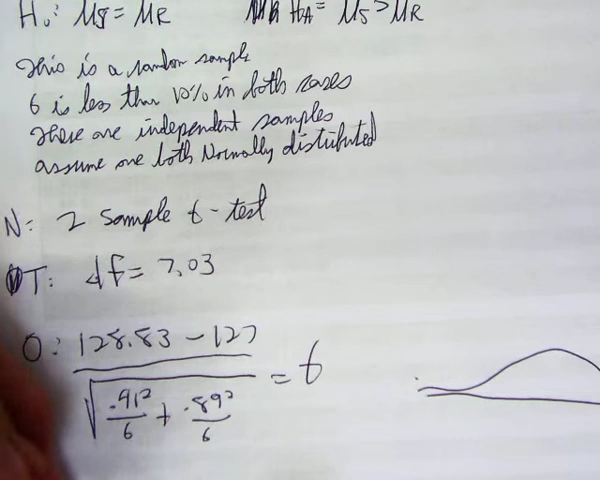 H₀: μS = μR HA = μS > μR
This is a random sample
6 is less than 10% in both cases
These are independent samples
assume are both Normally distributed
N: 2 Sample t-test
T: df = 7.03
O: 128.83 - 127
√ .91²/6 + .89²/6 = t